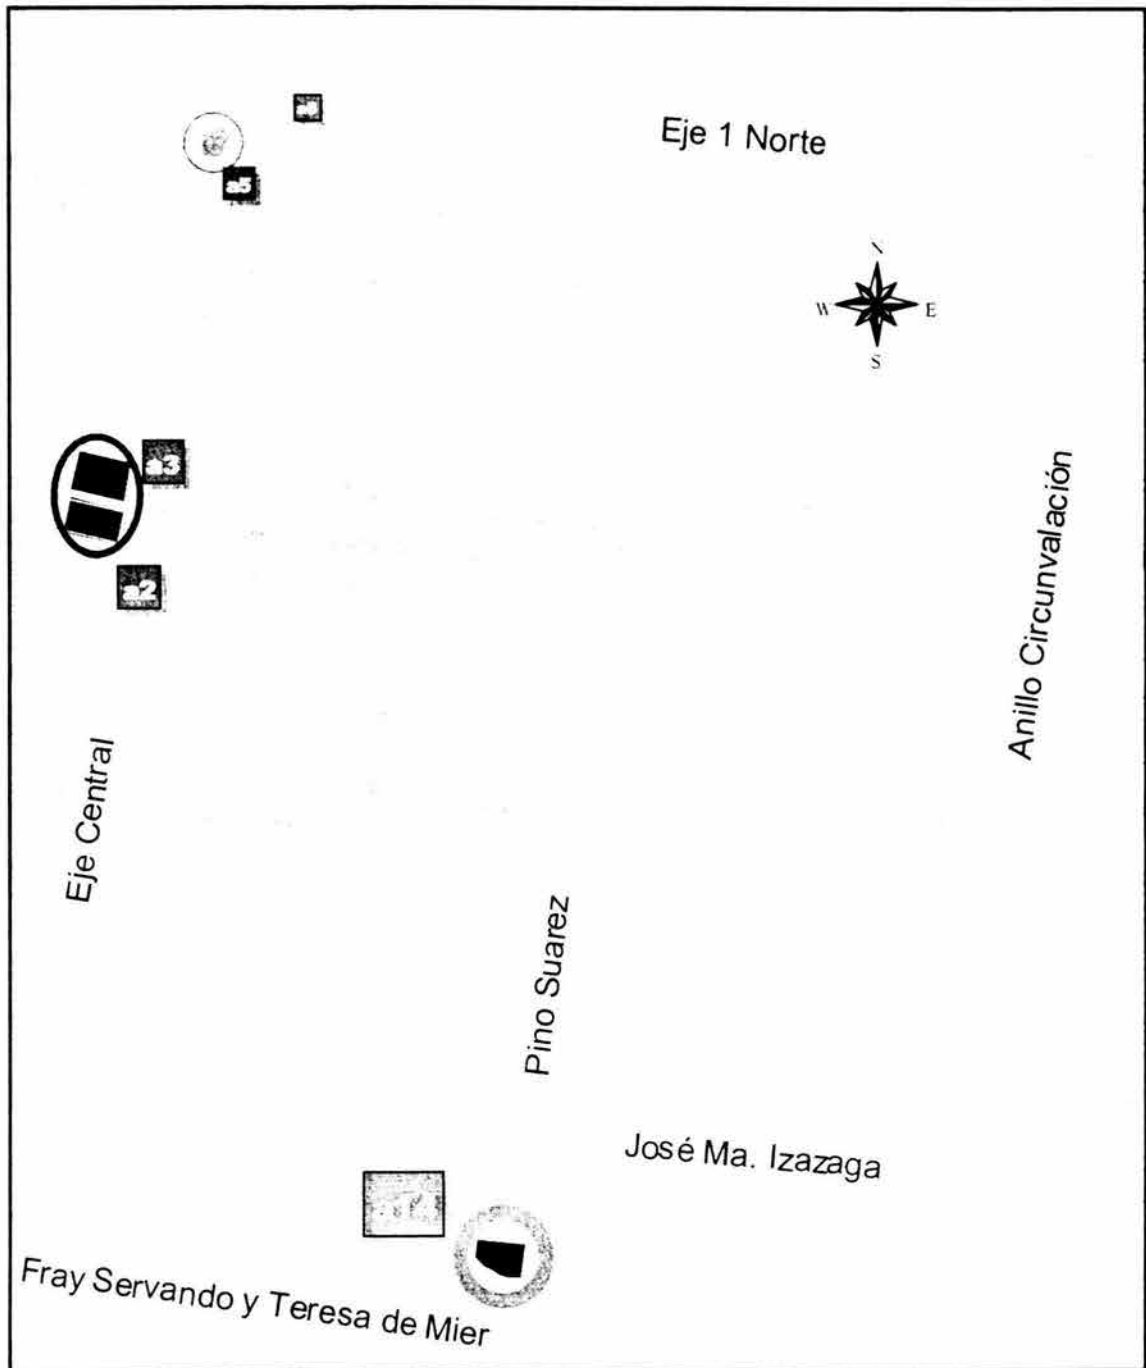 Eje 1 Norte
a5
N
W
E
S
a3
a2
Anillo Circunvalación
Eje Central
Pino Suarez
José Ma. Izazaga
Fray Servando y Teresa de Mier